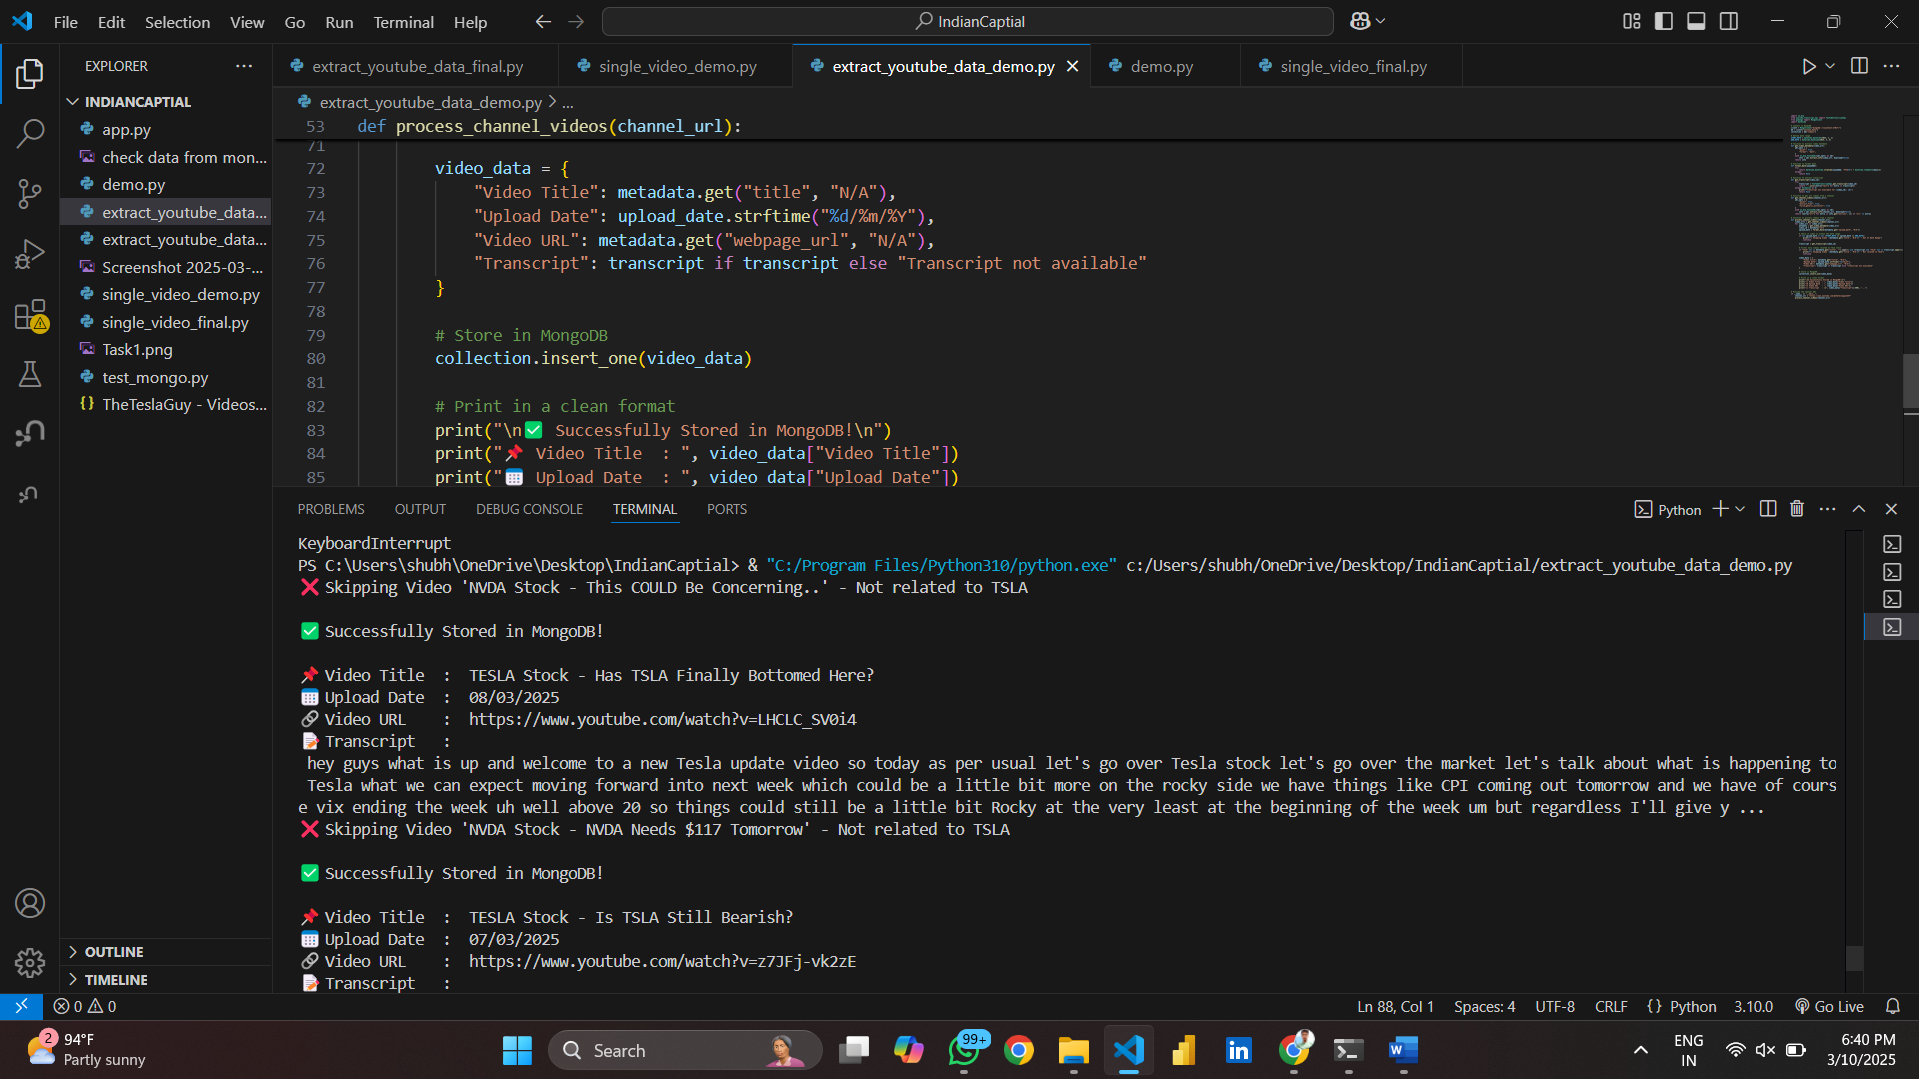 File Edit Selection View Go Run Terminal Help
IndianCaptial
EXPLORER
extract_youtube_data_final.py
single_video_demo.py
extract_youtube_data_demo.py
demo.py
single_video_final.py
INDIANCAPTIAL
app.py
check data from mon...
demo.py
extract_youtube_data...
extract_youtube_data...
Screenshot 2025-03-...
single_video_demo.py
single_video_final.py
Task1.png
test_mongo.py
{} TheTeslaGuy - Videos...
OUTLINE
TIMELINE
extract_youtube_data_demo.py > ...
53 def process_channel_videos(channel_url):
71
72 video_data = {
73 "Video Title": metadata.get("title", "N/A"),
74 "Upload Date": upload_date.strftime("%d/%m/%Y"),
75 "Video URL": metadata.get("webpage_url", "N/A"),
76 "Transcript": transcript if transcript else "Transcript not available"
77 }
78
79 # Store in MongoDB
80 collection.insert_one(video_data)
81
82 # Print in a clean format
83 print("\n✅ Successfully Stored in MongoDB!\n")
84 print("📌 Video Title  : ", video_data["Video Title"])
85 print("📅 Upload Date  : ", video_data["Upload Date"])
PROBLEMS OUTPUT DEBUG CONSOLE TERMINAL PORTS
Python
KeyboardInterrupt
PS C:\Users\shubh\OneDrive\Desktop\IndianCaptial> & "C:/Program Files/Python310/python.exe" c:/Users/shubh/OneDrive/Desktop/IndianCaptial/extract_youtube_data_demo.py
❌ Skipping Video 'NVDA Stock - This COULD Be Concerning..' - Not related to TSLA
✅ Successfully Stored in MongoDB!
📌 Video Title  :  TESLA Stock - Has TSLA Finally Bottomed Here?
📅 Upload Date  :  08/03/2025
🔗 Video URL    :  https://www.youtube.com/watch?v=LHCLC_SV0i4
📝 Transcript   :
hey guys what is up and welcome to a new Tesla update video so today as per usual let's go over Tesla stock let's go over the market let's talk about what is happening to
Tesla what we can expect moving forward into next week which could be a little bit more on the rocky side we have things like CPI coming out tomorrow and we have of cours
e vix ending the week uh well above 20 so things could still be a little bit Rocky at the very least at the beginning of the week um but regardless I'll give y ...
❌ Skipping Video 'NVDA Stock - NVDA Needs $117 Tomorrow' - Not related to TSLA
✅ Successfully Stored in MongoDB!
📌 Video Title  :  TESLA Stock - Is TSLA Still Bearish?
📅 Upload Date  :  07/03/2025
🔗 Video URL    :  https://www.youtube.com/watch?v=z7JFj-vk2zE
📝 Transcript   :
0 0
Ln 88, Col 1 Spaces: 4 UTF-8 CRLF {} Python 3.10.0 Go Live
2
94°F
Partly sunny
Search
99+
ENG
IN
6:40 PM
3/10/2025